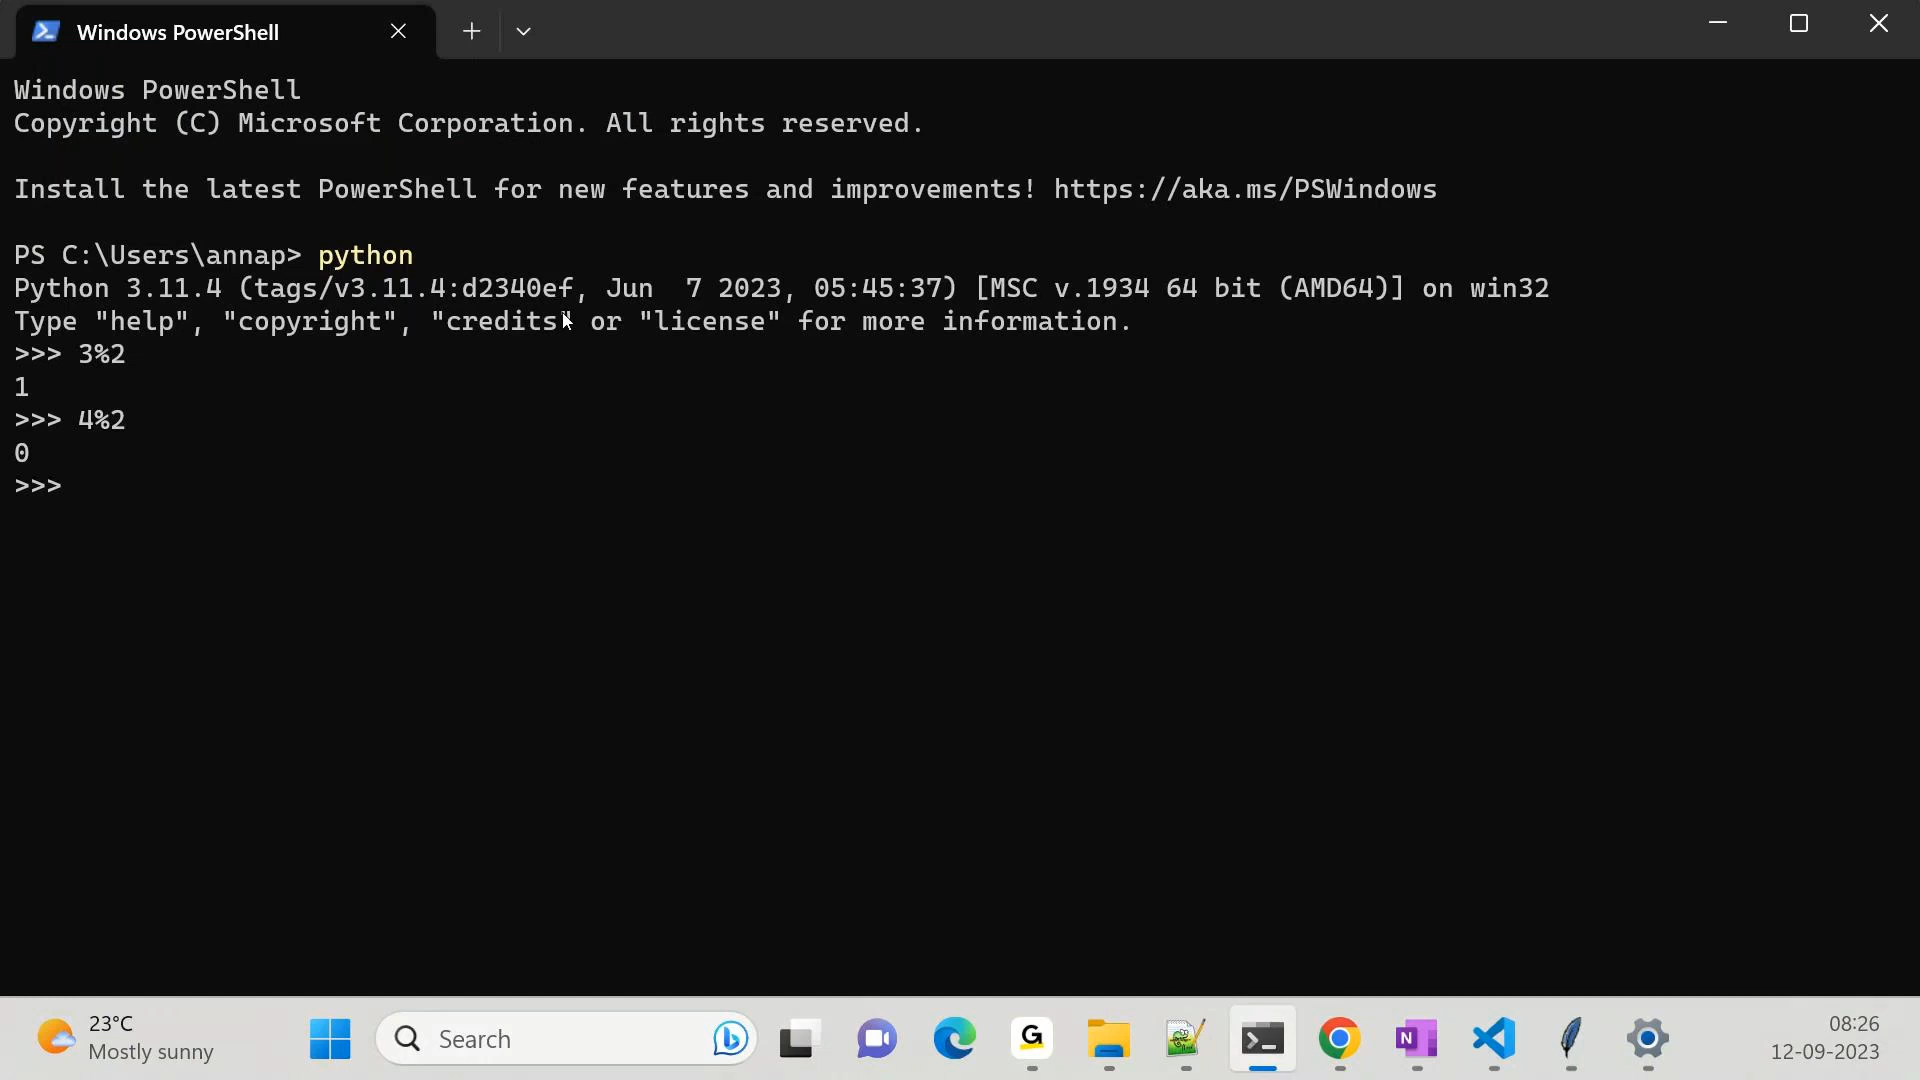 Windows PowerShell
Windows PowerShell
Copyright (C) Microsoft Corporation. All rights reserved.
Install the latest PowerShell for new features and improvements! https://aka.ms/PSWindows
PS C:\Users\annap> python
Python 3.11.4 (tags/v3.11.4:d2340ef, Jun  7 2023, 05:45:37) [MSC v.1934 64 bit (AMD64)] on win32
Type "help", "copyright", "credits" or "license" for more information.
>>> 3%2
1
>>> 4%2
0
>>>
23°C
Mostly sunny
Search
G
N
08:26
12-09-2023